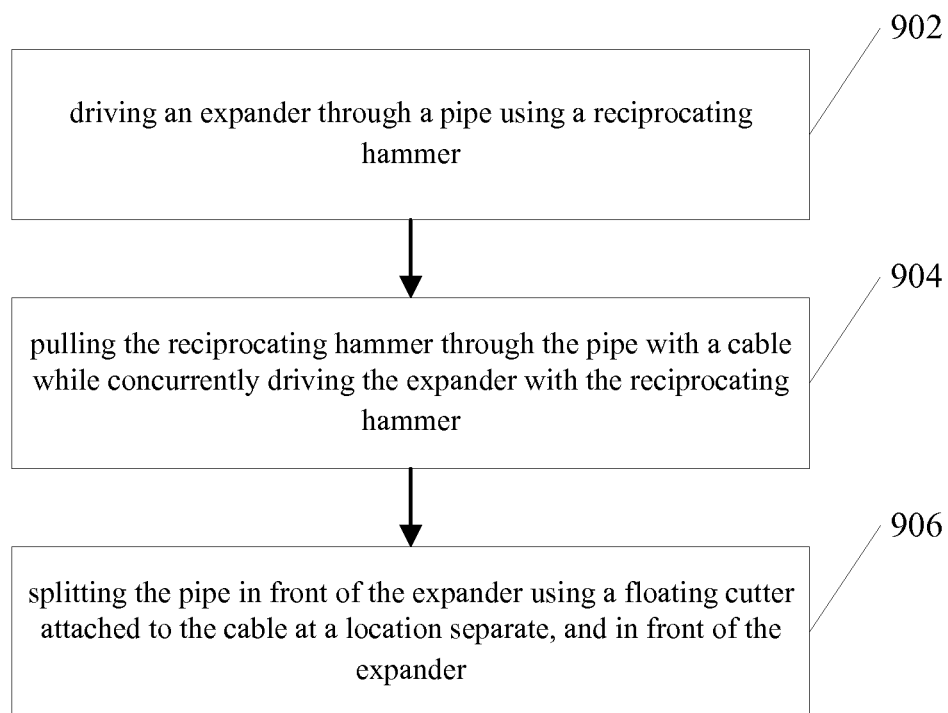 902
driving an expander through a pipe using a reciprocating
hammer
904
pulling the reciprocating hammer through the pipe with a cable
while concurrently driving the expander with the reciprocating
hammer
906
splitting the pipe in front of the expander using a floating cutter
attached to the cable at a location separate, and in front of the
expander